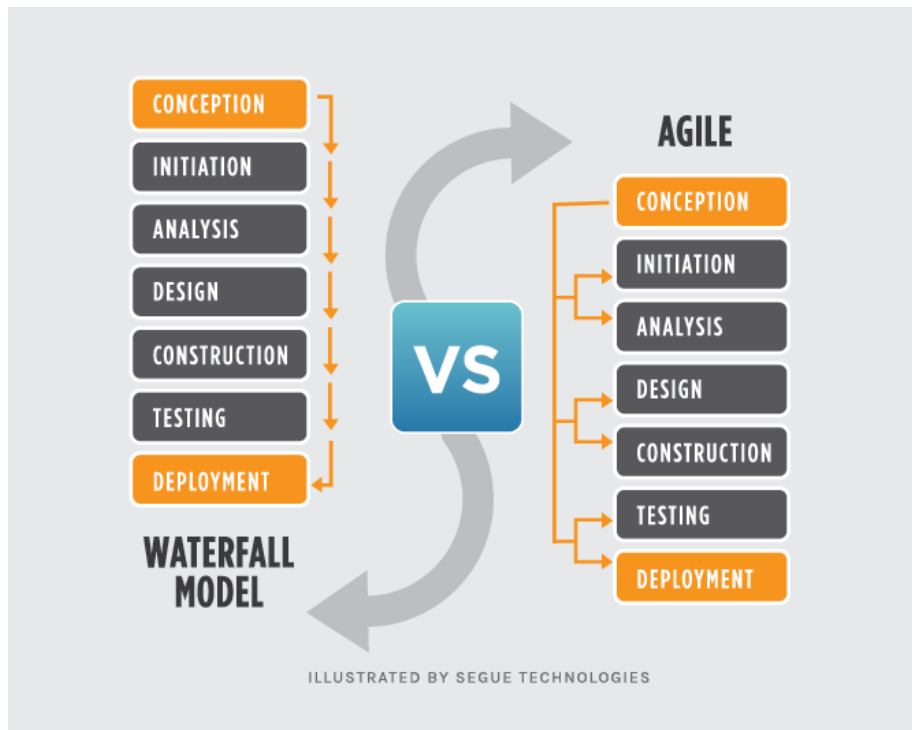 CONCEPTION
INITIATION
ANALYSIS
DESIGN
CONSTRUCTION
TESTING
DEPLOYMENT
WATERFALL
MODEL
VS
AGILE
CONCEPTION
INITIATION
ANALYSIS
DESIGN
CONSTRUCTION
TESTING
DEPLOYMENT
ILLUSTRATED BY SEGUE TECHNOLOGIES